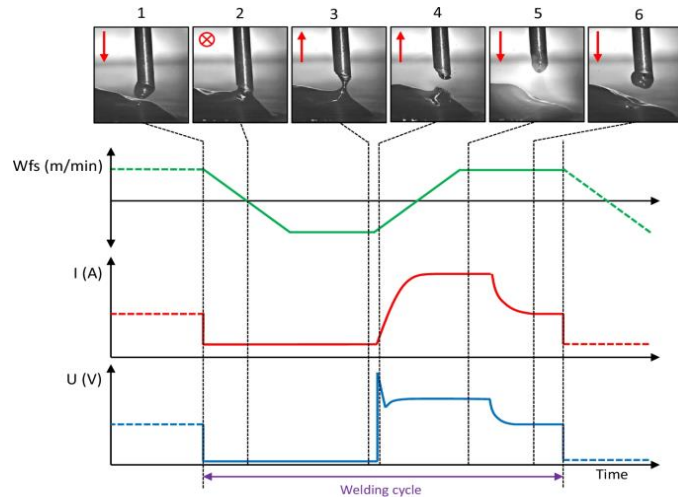 1 2 3 4 5 6
Wfs (m/min)
I (A)
U (V)
Time
Welding cycle